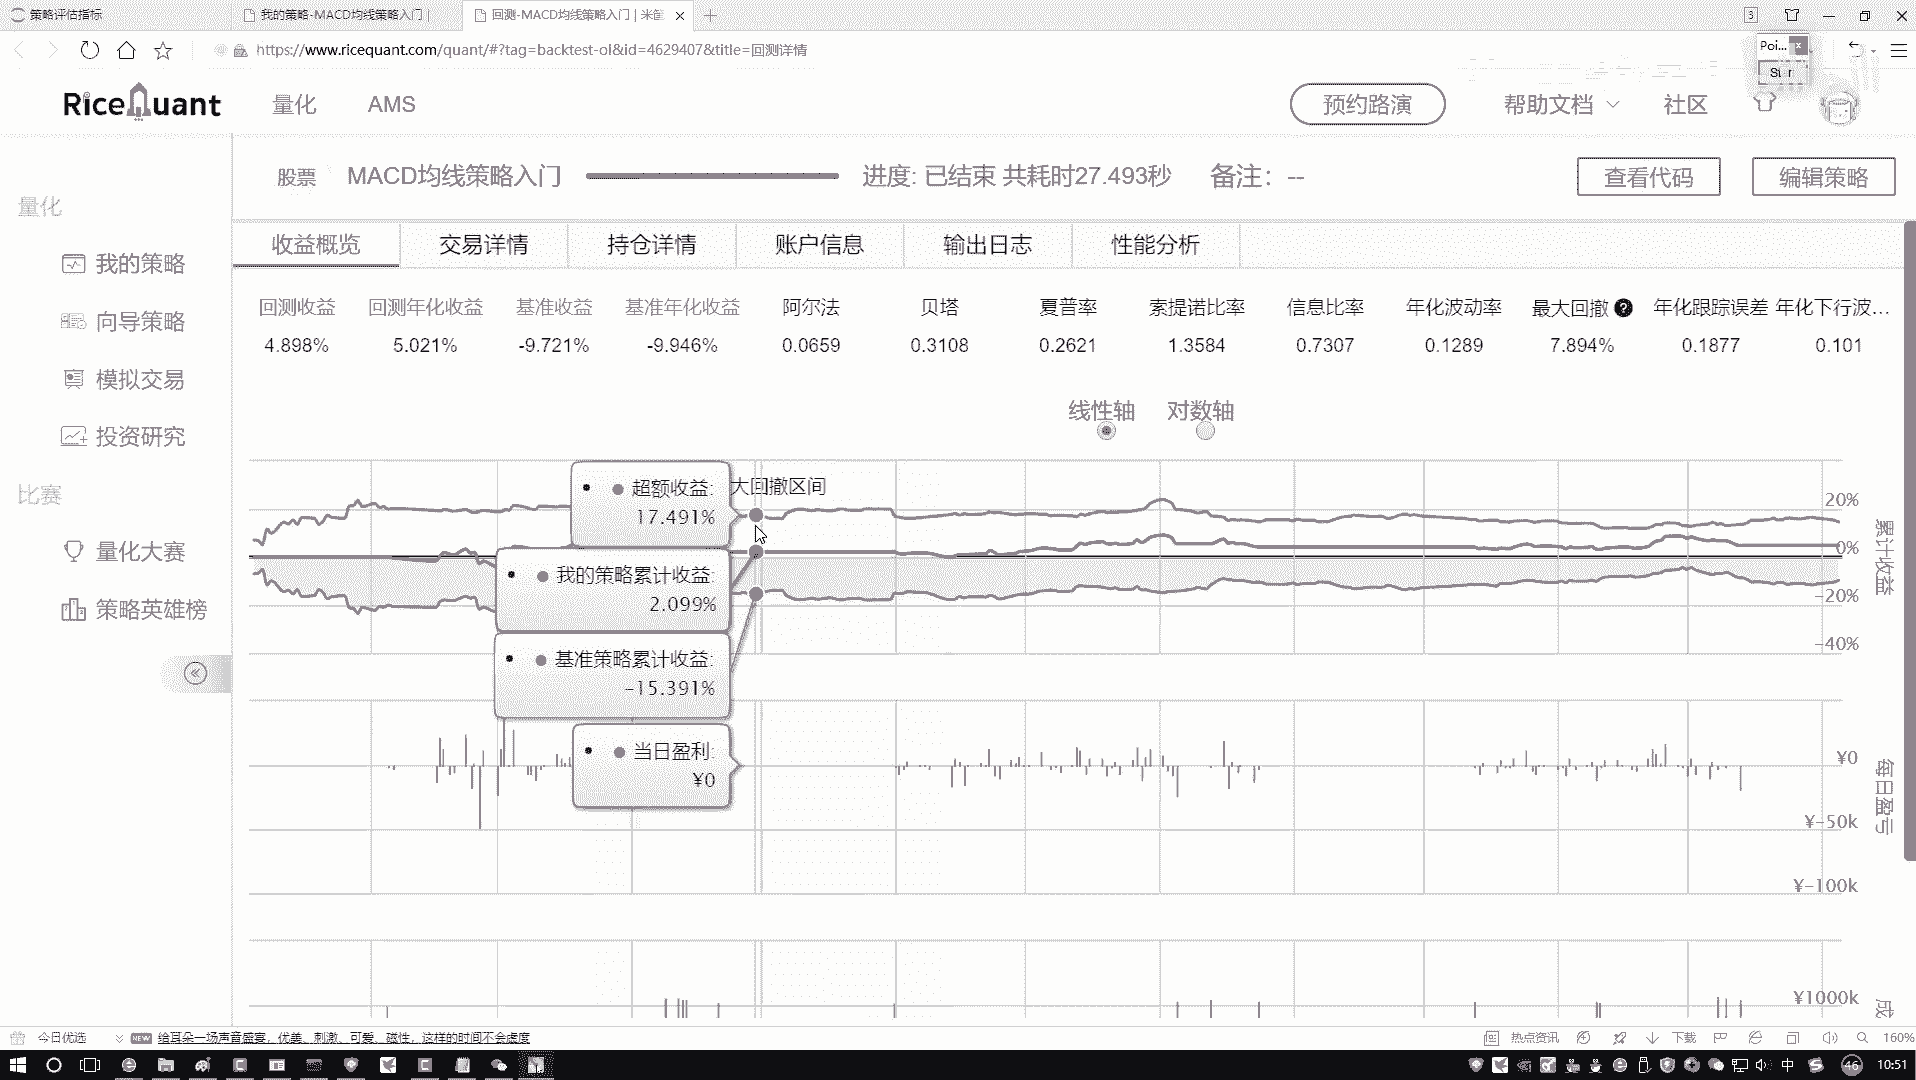 策略评估指标
我的策略-MACD均线策略入门 |
回测-MACD均线策略入门 | 米筐
3
https://www.ricequant.com/quant/#?tag=backtest-ol&id=4629407&title=回测详情
Poi...
RiceQuant
量化
AMS
预约路演
帮助文档
社区
股票
MACD均线策略入门
进度: 已结束 共耗时27.493秒
备注: --
查看代码
编辑策略
量化
我的策略
向导策略
模拟交易
投资研究
比赛
量化大赛
策略英雄榜
收益概览
交易详情
持仓详情
账户信息
输出日志
性能分析
回测收益 回测年化收益 基准收益 基准年化收益 阿尔法 贝塔 夏普率 索提诺比率 信息比率 年化波动率 最大回撤 ? 年化跟踪误差 年化下行波...
4.898% 5.021% -9.721% -9.946% 0.0659 0.3108 0.2621 1.3584 0.7307 0.1289 7.894% 0.1877 0.101
线性轴 对数轴
大回撤区间
超额收益:
17.491%
我的策略累计收益:
2.099%
基准策略累计收益:
-15.391%
当日盈利:
¥0
20%
0%
-20%
-40%
累计收益
¥0
¥-50k
¥-100k
每日盈亏
¥1000k
今日优选
NEW
给耳朵一场声音盛宴，优美、刺激、可爱、磁性，这样的时间不会虚度
热点资讯
下载
160%
中
46
10:51